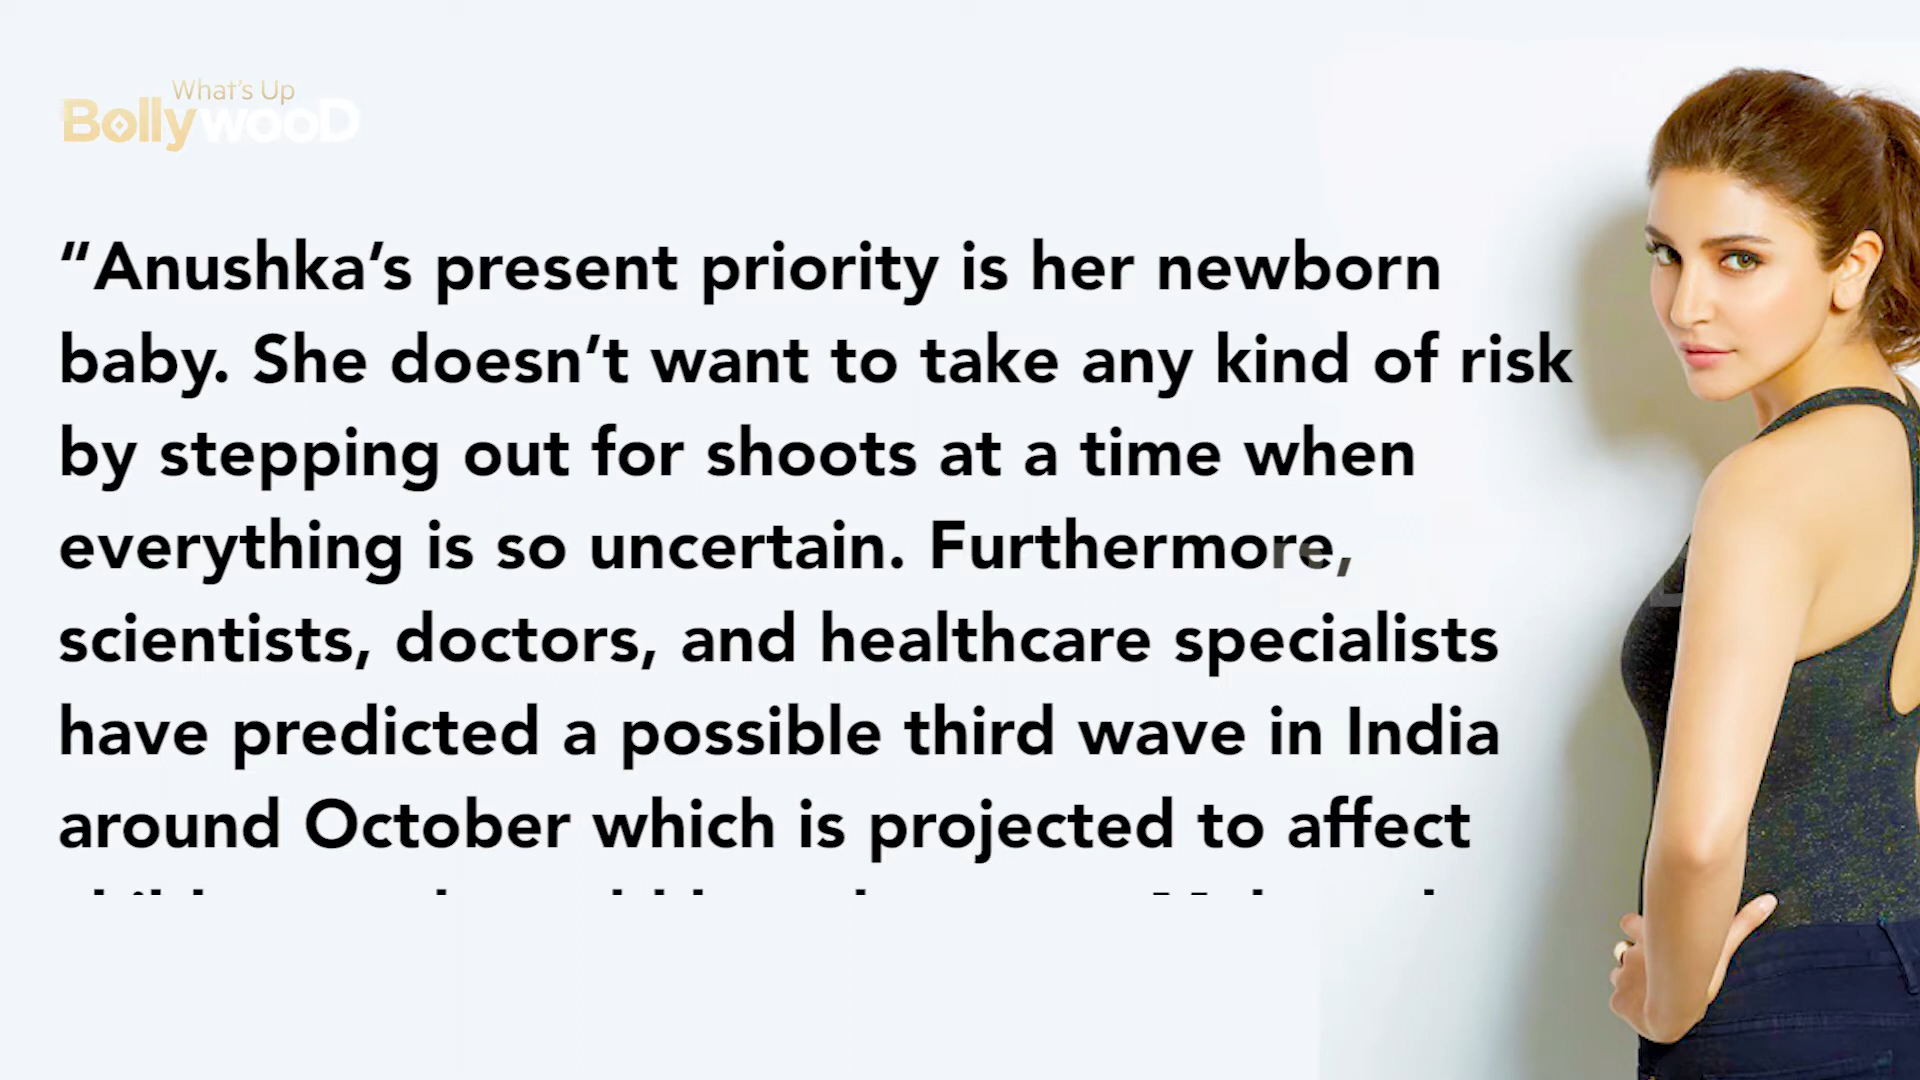 What's Up
BollywooD
“Anushka’s present priority is her newborn
baby. She doesn’t want to take any kind of risk
by stepping out for shoots at a time when
everything is so uncertain. Furthermore,
scientists, doctors, and healthcare specialists
have predicted a possible third wave in India
around October which is projected to affect